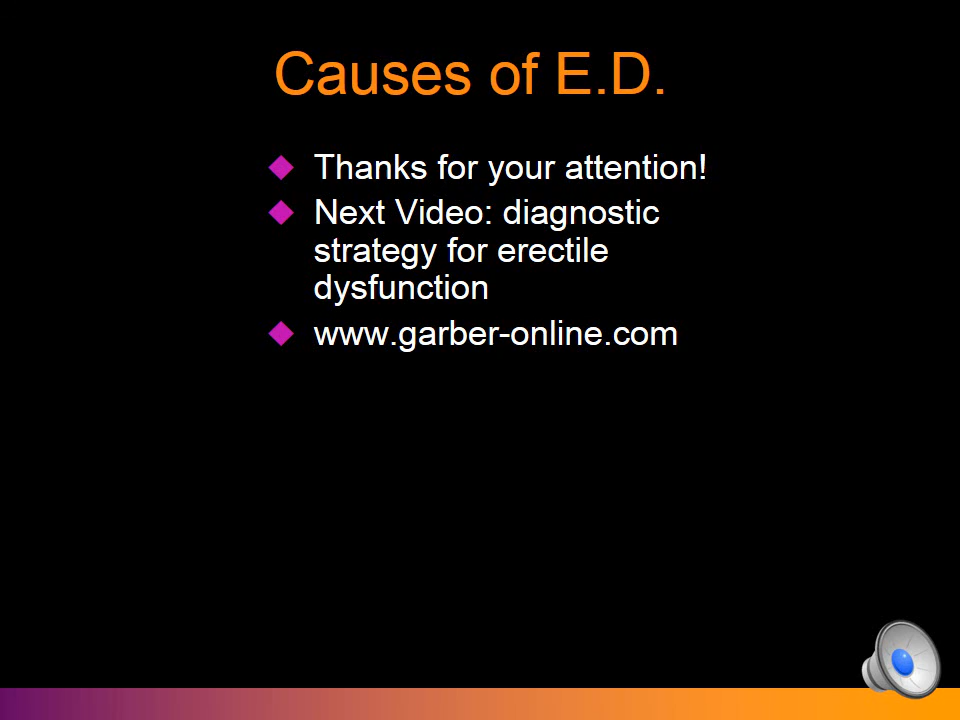 Causes of E.D.
Thanks for your attention!
Next Video: diagnostic
strategy for erectile
dysfunction
www.garber-online.com